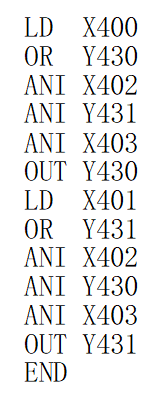 LD X400
OR Y430
ANI X402
ANI Y431
ANI X403
OUT Y430
LD X401
OR Y431
ANI X402
ANI Y430
ANI X403
OUT Y431
END